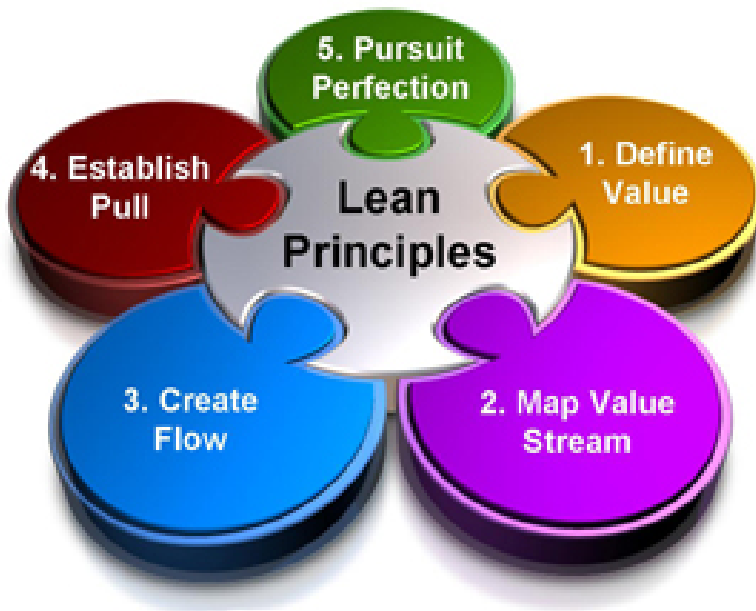 Lean
Principles
1. Define
Value
2. Map Value
Stream
3. Create
Flow
4. Establish
Pull
5. Pursuit
Perfection